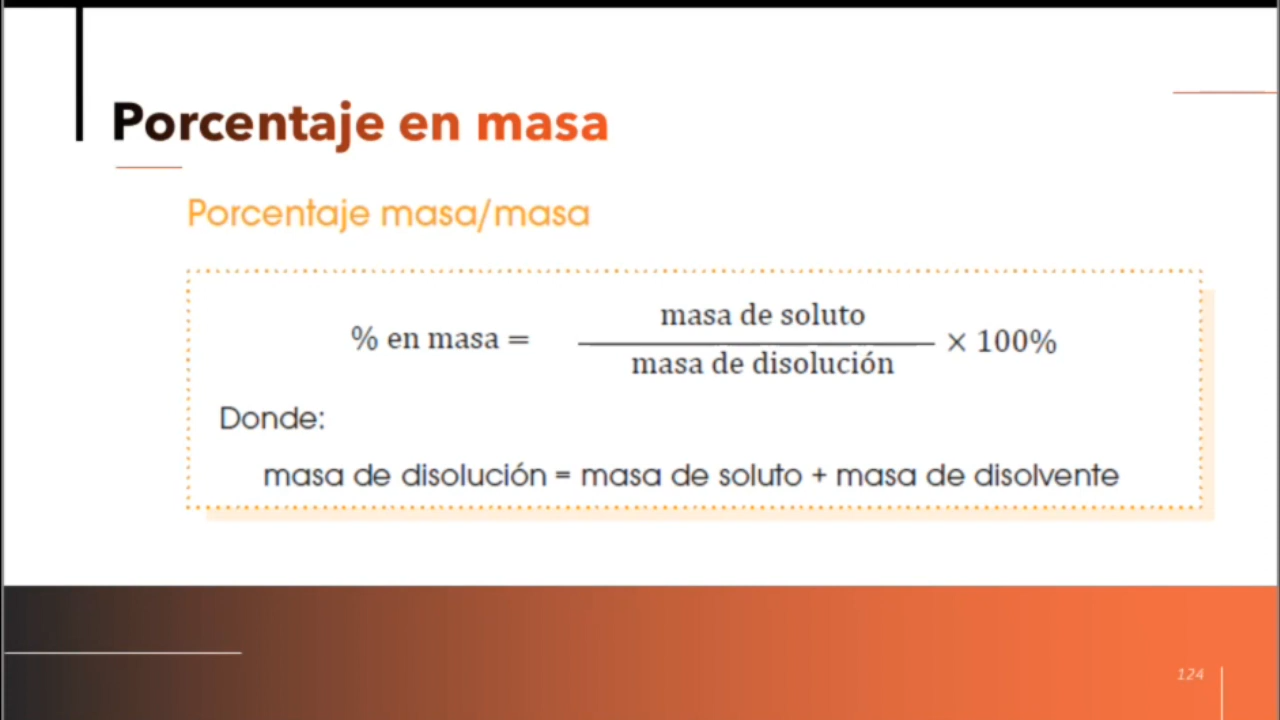 Porcentaje en masa
Porcentaje masa/masa
% en masa = masa de soluto / masa de disolución × 100%
Donde:
masa de disolución = masa de soluto + masa de disolvente
124